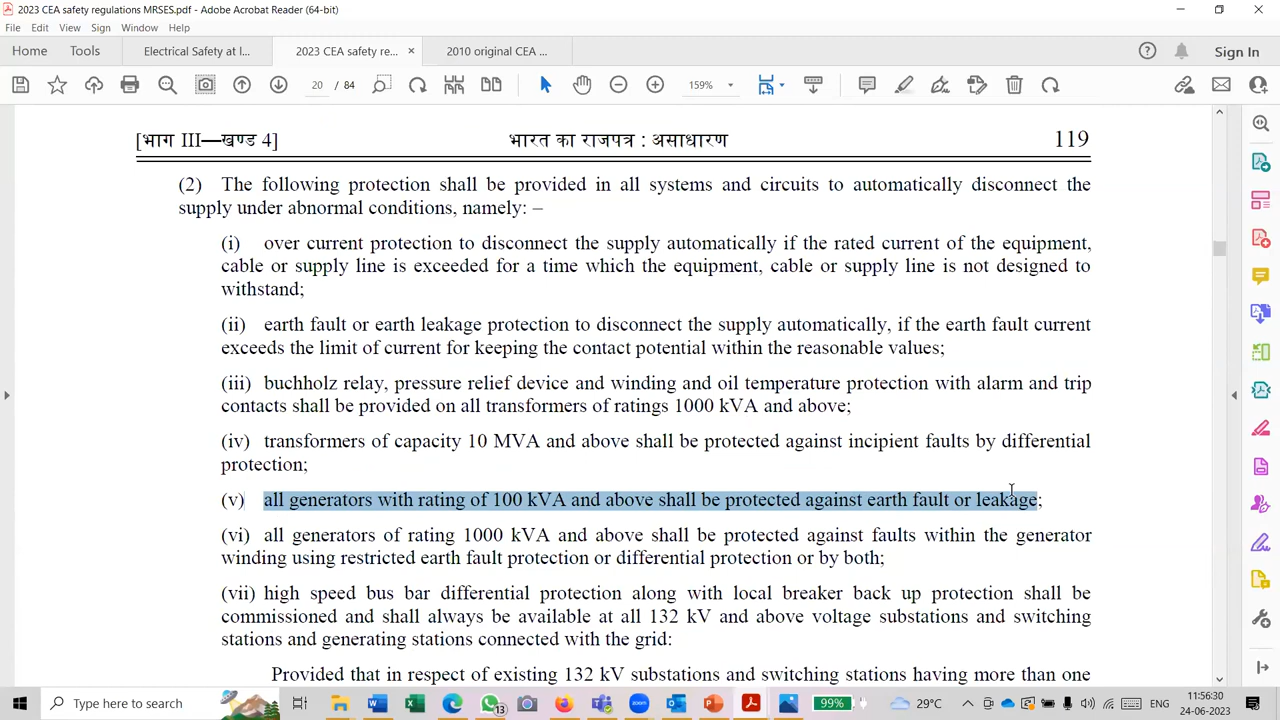 2023 CEA safety regulations MRSES.pdf - Adobe Acrobat Reader (64-bit)
File Edit View Sign Window Help
Home Tools Electrical Safety at I... 2023 CEA safety re... × 2010 original CEA ... Sign In
20 / 84 159%
[भाग III—खण्ड 4] भारत का राजपत्र : असाधारण 119
(2) The following protection shall be provided in all systems and circuits to automatically disconnect the
supply under abnormal conditions, namely: –
(i) over current protection to disconnect the supply automatically if the rated current of the equipment,
cable or supply line is exceeded for a time which the equipment, cable or supply line is not designed to
withstand;
(ii) earth fault or earth leakage protection to disconnect the supply automatically, if the earth fault current
exceeds the limit of current for keeping the contact potential within the reasonable values;
(iii) buchholz relay, pressure relief device and winding and oil temperature protection with alarm and trip
contacts shall be provided on all transformers of ratings 1000 kVA and above;
(iv) transformers of capacity 10 MVA and above shall be protected against incipient faults by differential
protection;
(v) all generators with rating of 100 kVA and above shall be protected against earth fault or leakage;
(vi) all generators of rating 1000 kVA and above shall be protected against faults within the generator
winding using restricted earth fault protection or differential protection or by both;
(vii) high speed bus bar differential protection along with local breaker back up protection shall be
commissioned and shall always be available at all 132 kV and above voltage substations and switching
stations and generating stations connected with the grid:
Provided that in respect of existing 132 kV substations and switching stations having more than one
Type here to search 13 99% 29°C ENG 11:56:30
24-06-2023